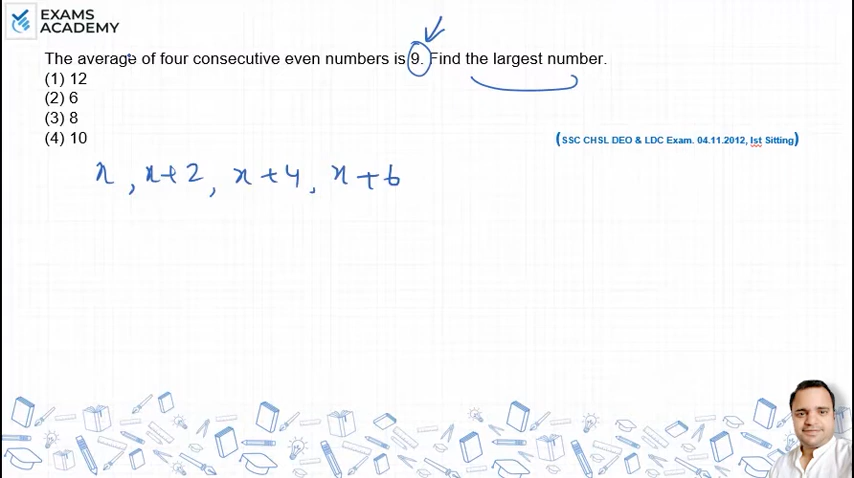 EXAMS
ACADEMY
The average of four consecutive even numbers is 9. Find the largest number.
(1) 12
(2) 6
(3) 8
(4) 10
(SSC CHSL DEO & LDC Exam. 04.11.2012, Ist Sitting)
x, x+2, x+4, x+6